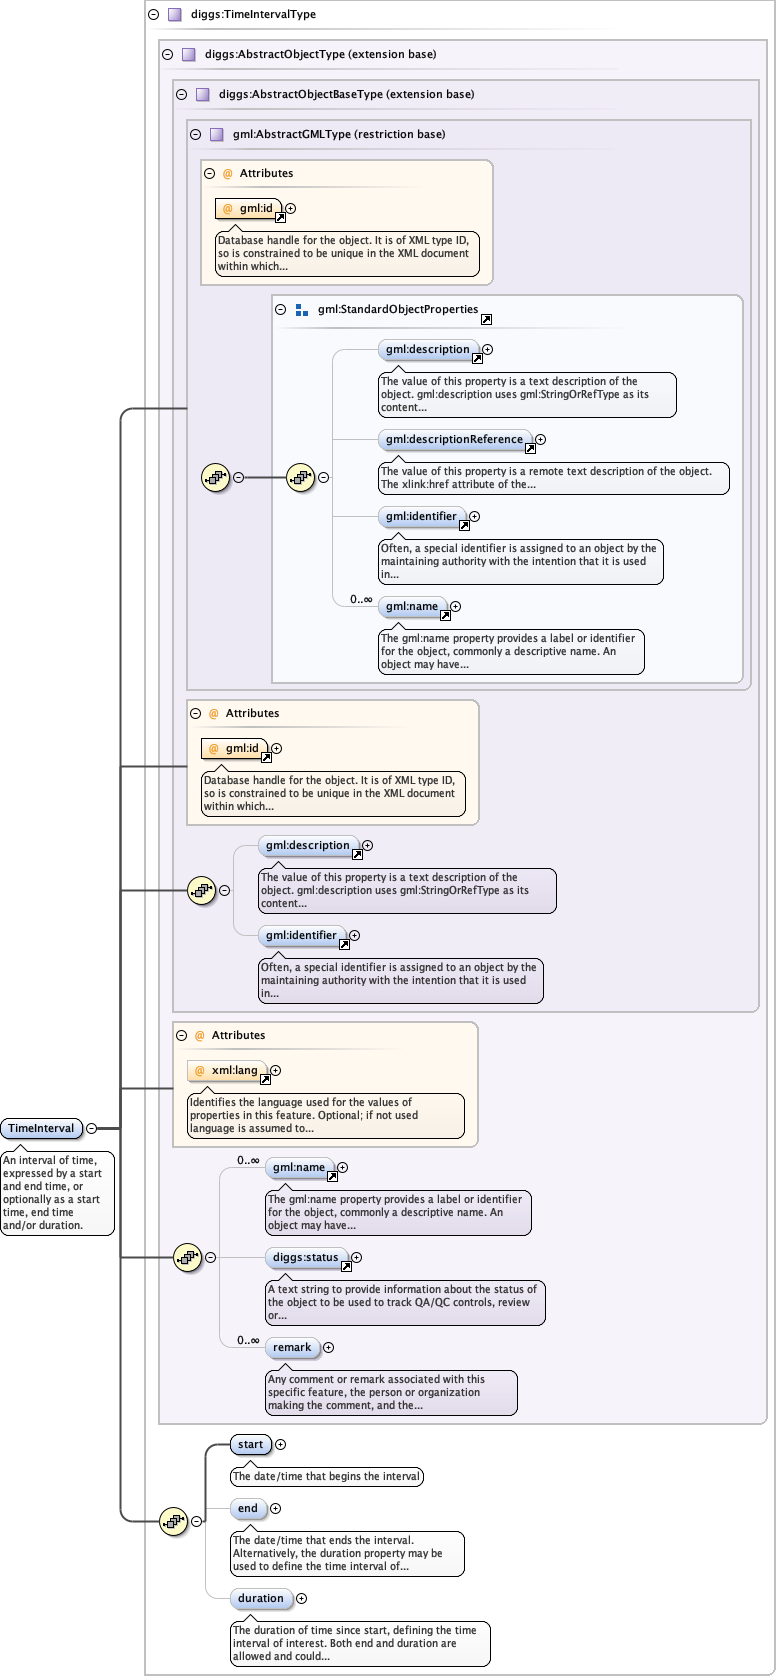 diggs:TimeIntervalType
diggs:AbstractObjectType (extension base)
diggs:AbstractObjectBaseType (extension base)
gml:AbstractGMLType (restriction base)
@ Attributes
@ gml:id
Database handle for the object. It is of XML type ID,
so is constrained to be unique in the XML document
within which...
gml:StandardObjectProperties
gml:description
The value of this property is a text description of the
object. gml:description uses gml:StringOrRefType as its
content...
gml:descriptionReference
The value of this property is a remote text description of the object.
The xlink:href attribute of the...
gml:identifier
Often, a special identifier is assigned to an object by the
maintaining authority with the intention that it is used
in...
0..∞
gml:name
The gml:name property provides a label or identifier
for the object, commonly a descriptive name. An
object may have...
@ Attributes
@ gml:id
Database handle for the object. It is of XML type ID,
so is constrained to be unique in the XML document
within which...
gml:description
The value of this property is a text description of the
object. gml:description uses gml:StringOrRefType as its
content...
gml:identifier
Often, a special identifier is assigned to an object by the
maintaining authority with the intention that it is used
in...
@ Attributes
@ xml:lang
Identifies the language used for the values of
properties in this feature. Optional; if not used
language is assumed to...
TimeInterval
An interval of time,
expressed by a start
and end time, or
optionally as a start
time, end time
and/or duration.
0..∞
gml:name
The gml:name property provides a label or identifier
for the object, commonly a descriptive name. An
object may have...
diggs:status
A text string to provide information about the status of
the object to be used to track QA/QC controls, review
or...
0..∞
remark
Any comment or remark associated with this
specific feature, the person or organization
making the comment, and the...
start
The date/time that begins the interval
end
The date/time that ends the interval.
Alternatively, the duration property may be
used to define the time interval of...
duration
The duration of time since start, defining the time
interval of interest. Both end and duration are
allowed and could...